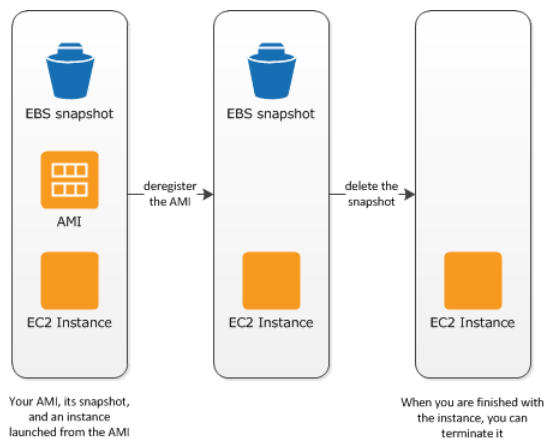 EBS snapshot
AMI
EC2 Instance
deregister
the AMI
EBS snapshot
EC2 Instance
delete the
snapshot
EC2 Instance
Your AMI, its snapshot,
and an instance
launched from the AMI
When you are finished with
the instance, you can
terminate it